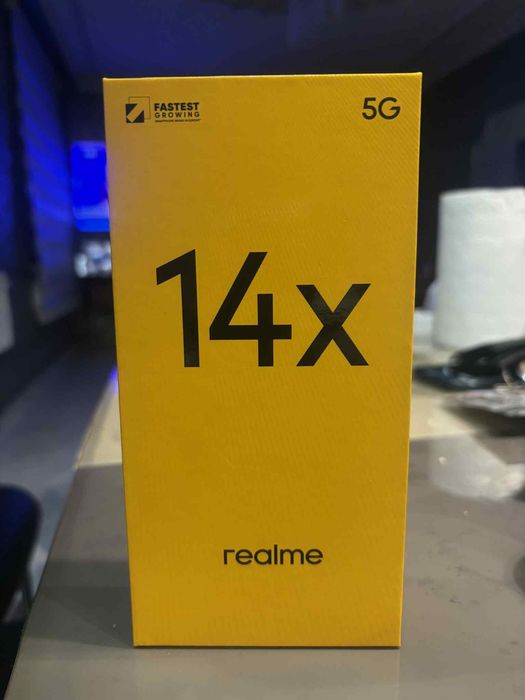 FASTEST
GROWING
5G
14x
realme